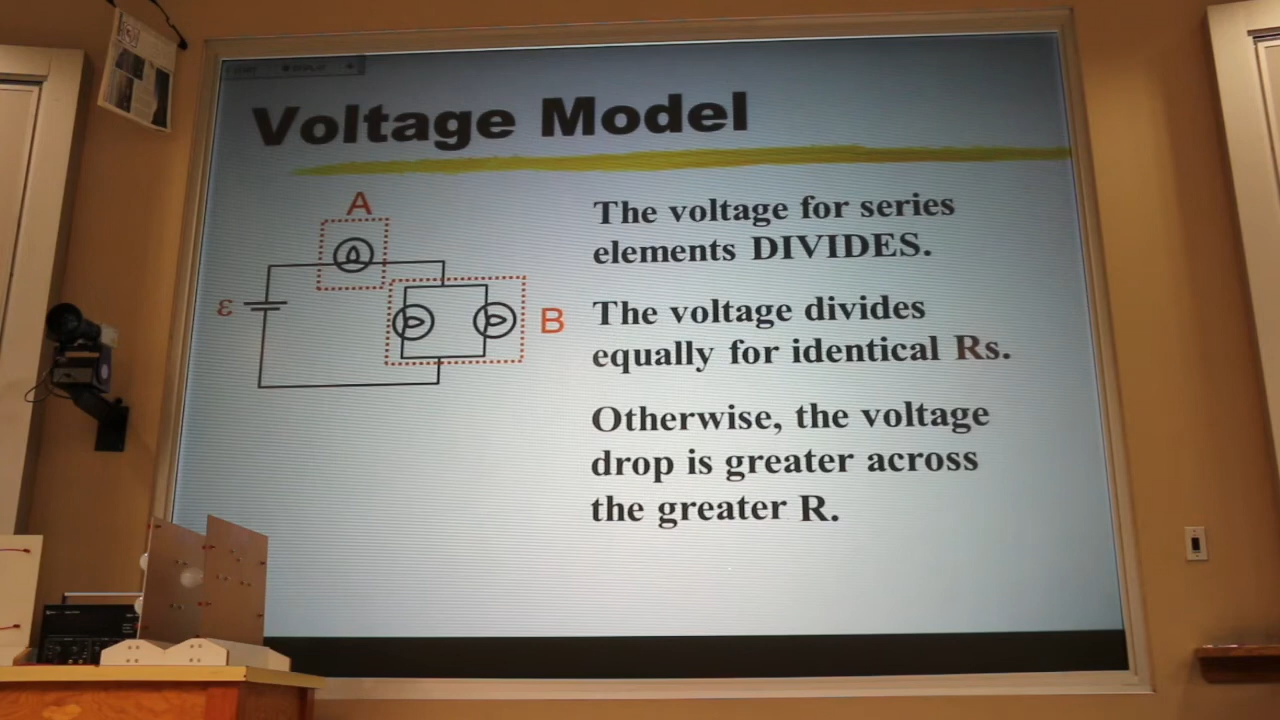 Voltage Model
A
ε
B
The voltage for series
elements DIVIDES.
The voltage divides
equally for identical Rs.
Otherwise, the voltage
drop is greater across
the greater R.